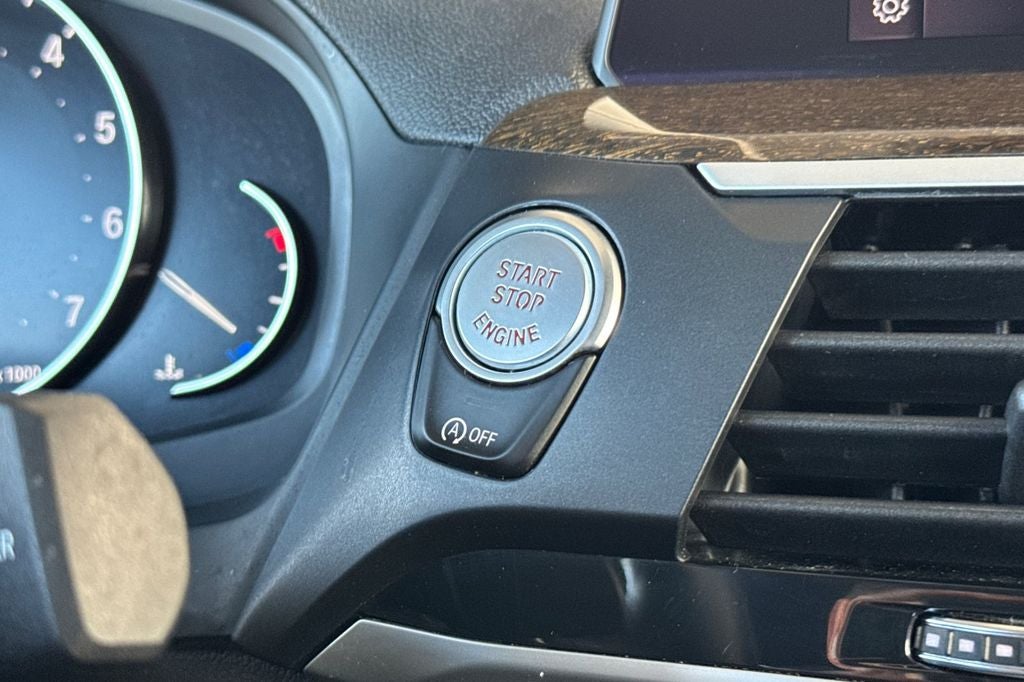 4
5
6
7
x1000
START
STOP
ENGINE
A OFF